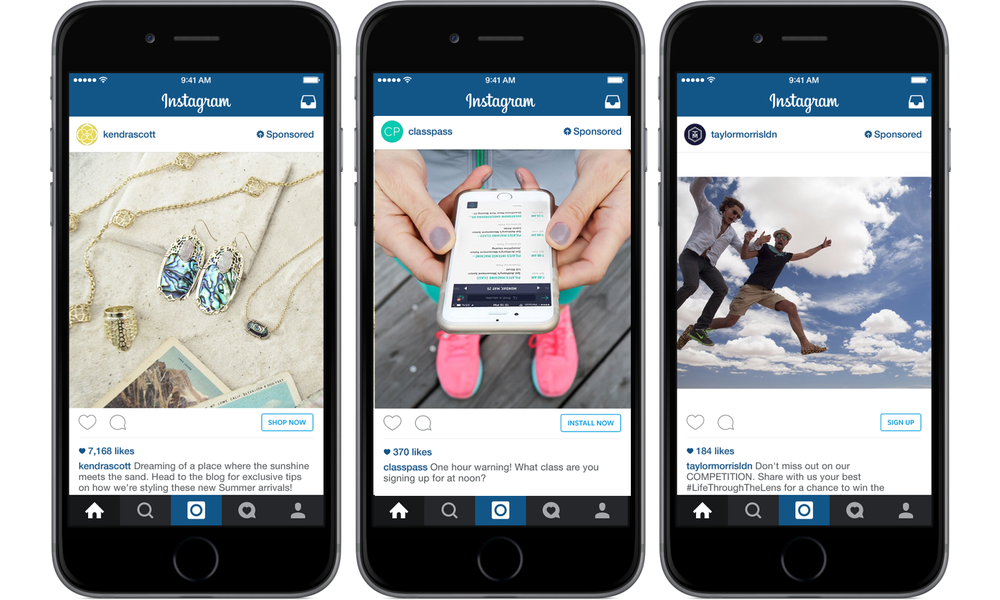 9:41 AM
Instagram
kendrascott
Sponsored
SHOP NOW
7,168 likes
kendrascott Dreaming of a place where the sunshine
meets the sand. Head to the blog for exclusive tips
on how we're styling these new Summer arrivals!
9:41 AM
Instagram
CP
classpass
Sponsored
MONDAY, MAY 25
INSTALL NOW
370 likes
classpass One hour warning! What class are you
signing up for at noon?
9:41 AM
Instagram
M
taylormorrisldn
Sponsored
SIGN UP
184 likes
taylormorrisldn Don't miss out on our
COMPETITION. Share with us your best
#LifeThroughTheLens for a chance to win the